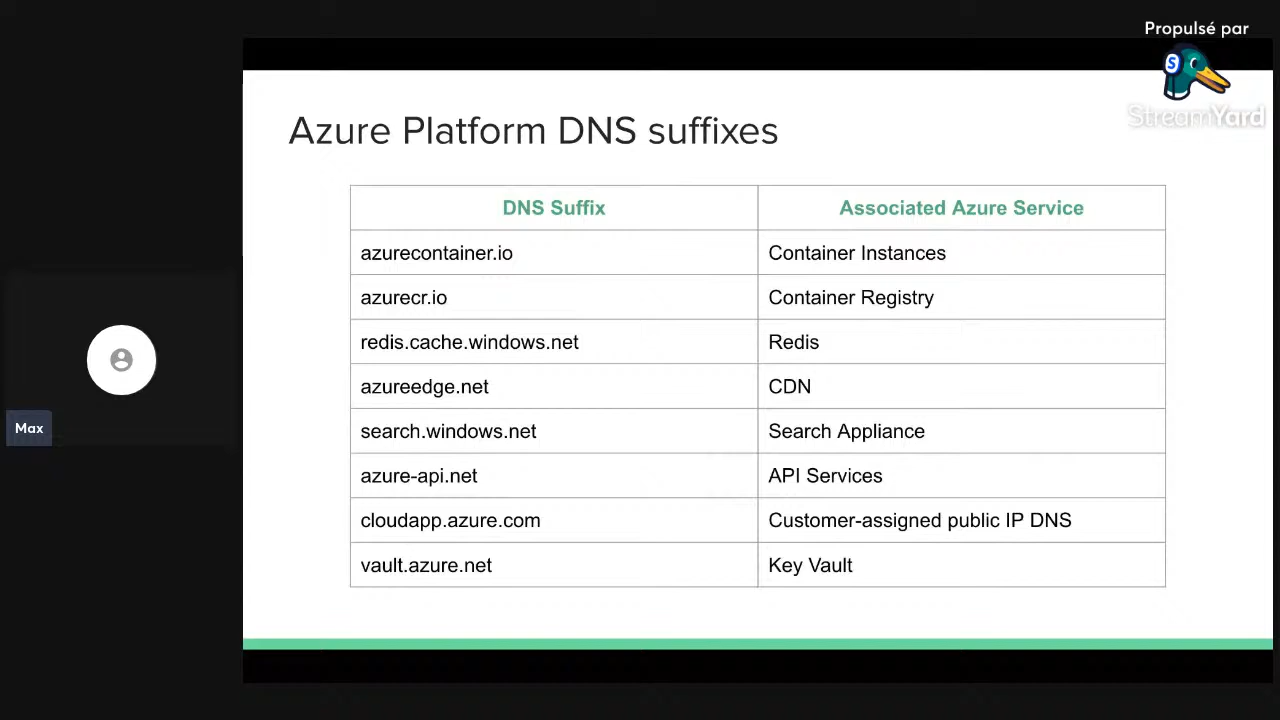 Propulsé par
StreamYard
Azure Platform DNS suffixes
DNS Suffix Associated Azure Service
azurecontainer.io Container Instances
azurecr.io Container Registry
redis.cache.windows.net Redis
azureedge.net CDN
search.windows.net Search Appliance
azure-api.net API Services
cloudapp.azure.com Customer-assigned public IP DNS
vault.azure.net Key Vault
Max